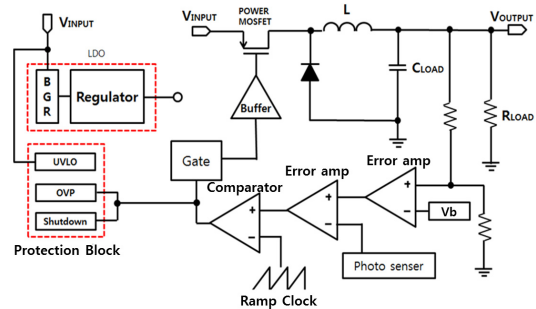 VINPUT
LDO
B
G
R
Regulator
UVLO
OVP
Shutdown
Protection Block
VINPUT
POWER
MOSFET
L
VOUTPUT
CLOAD
RLOAD
Buffer
Gate
Comparator
Error amp
Error amp
+
−
+
−
+
−
Vb
Photo senser
Ramp Clock